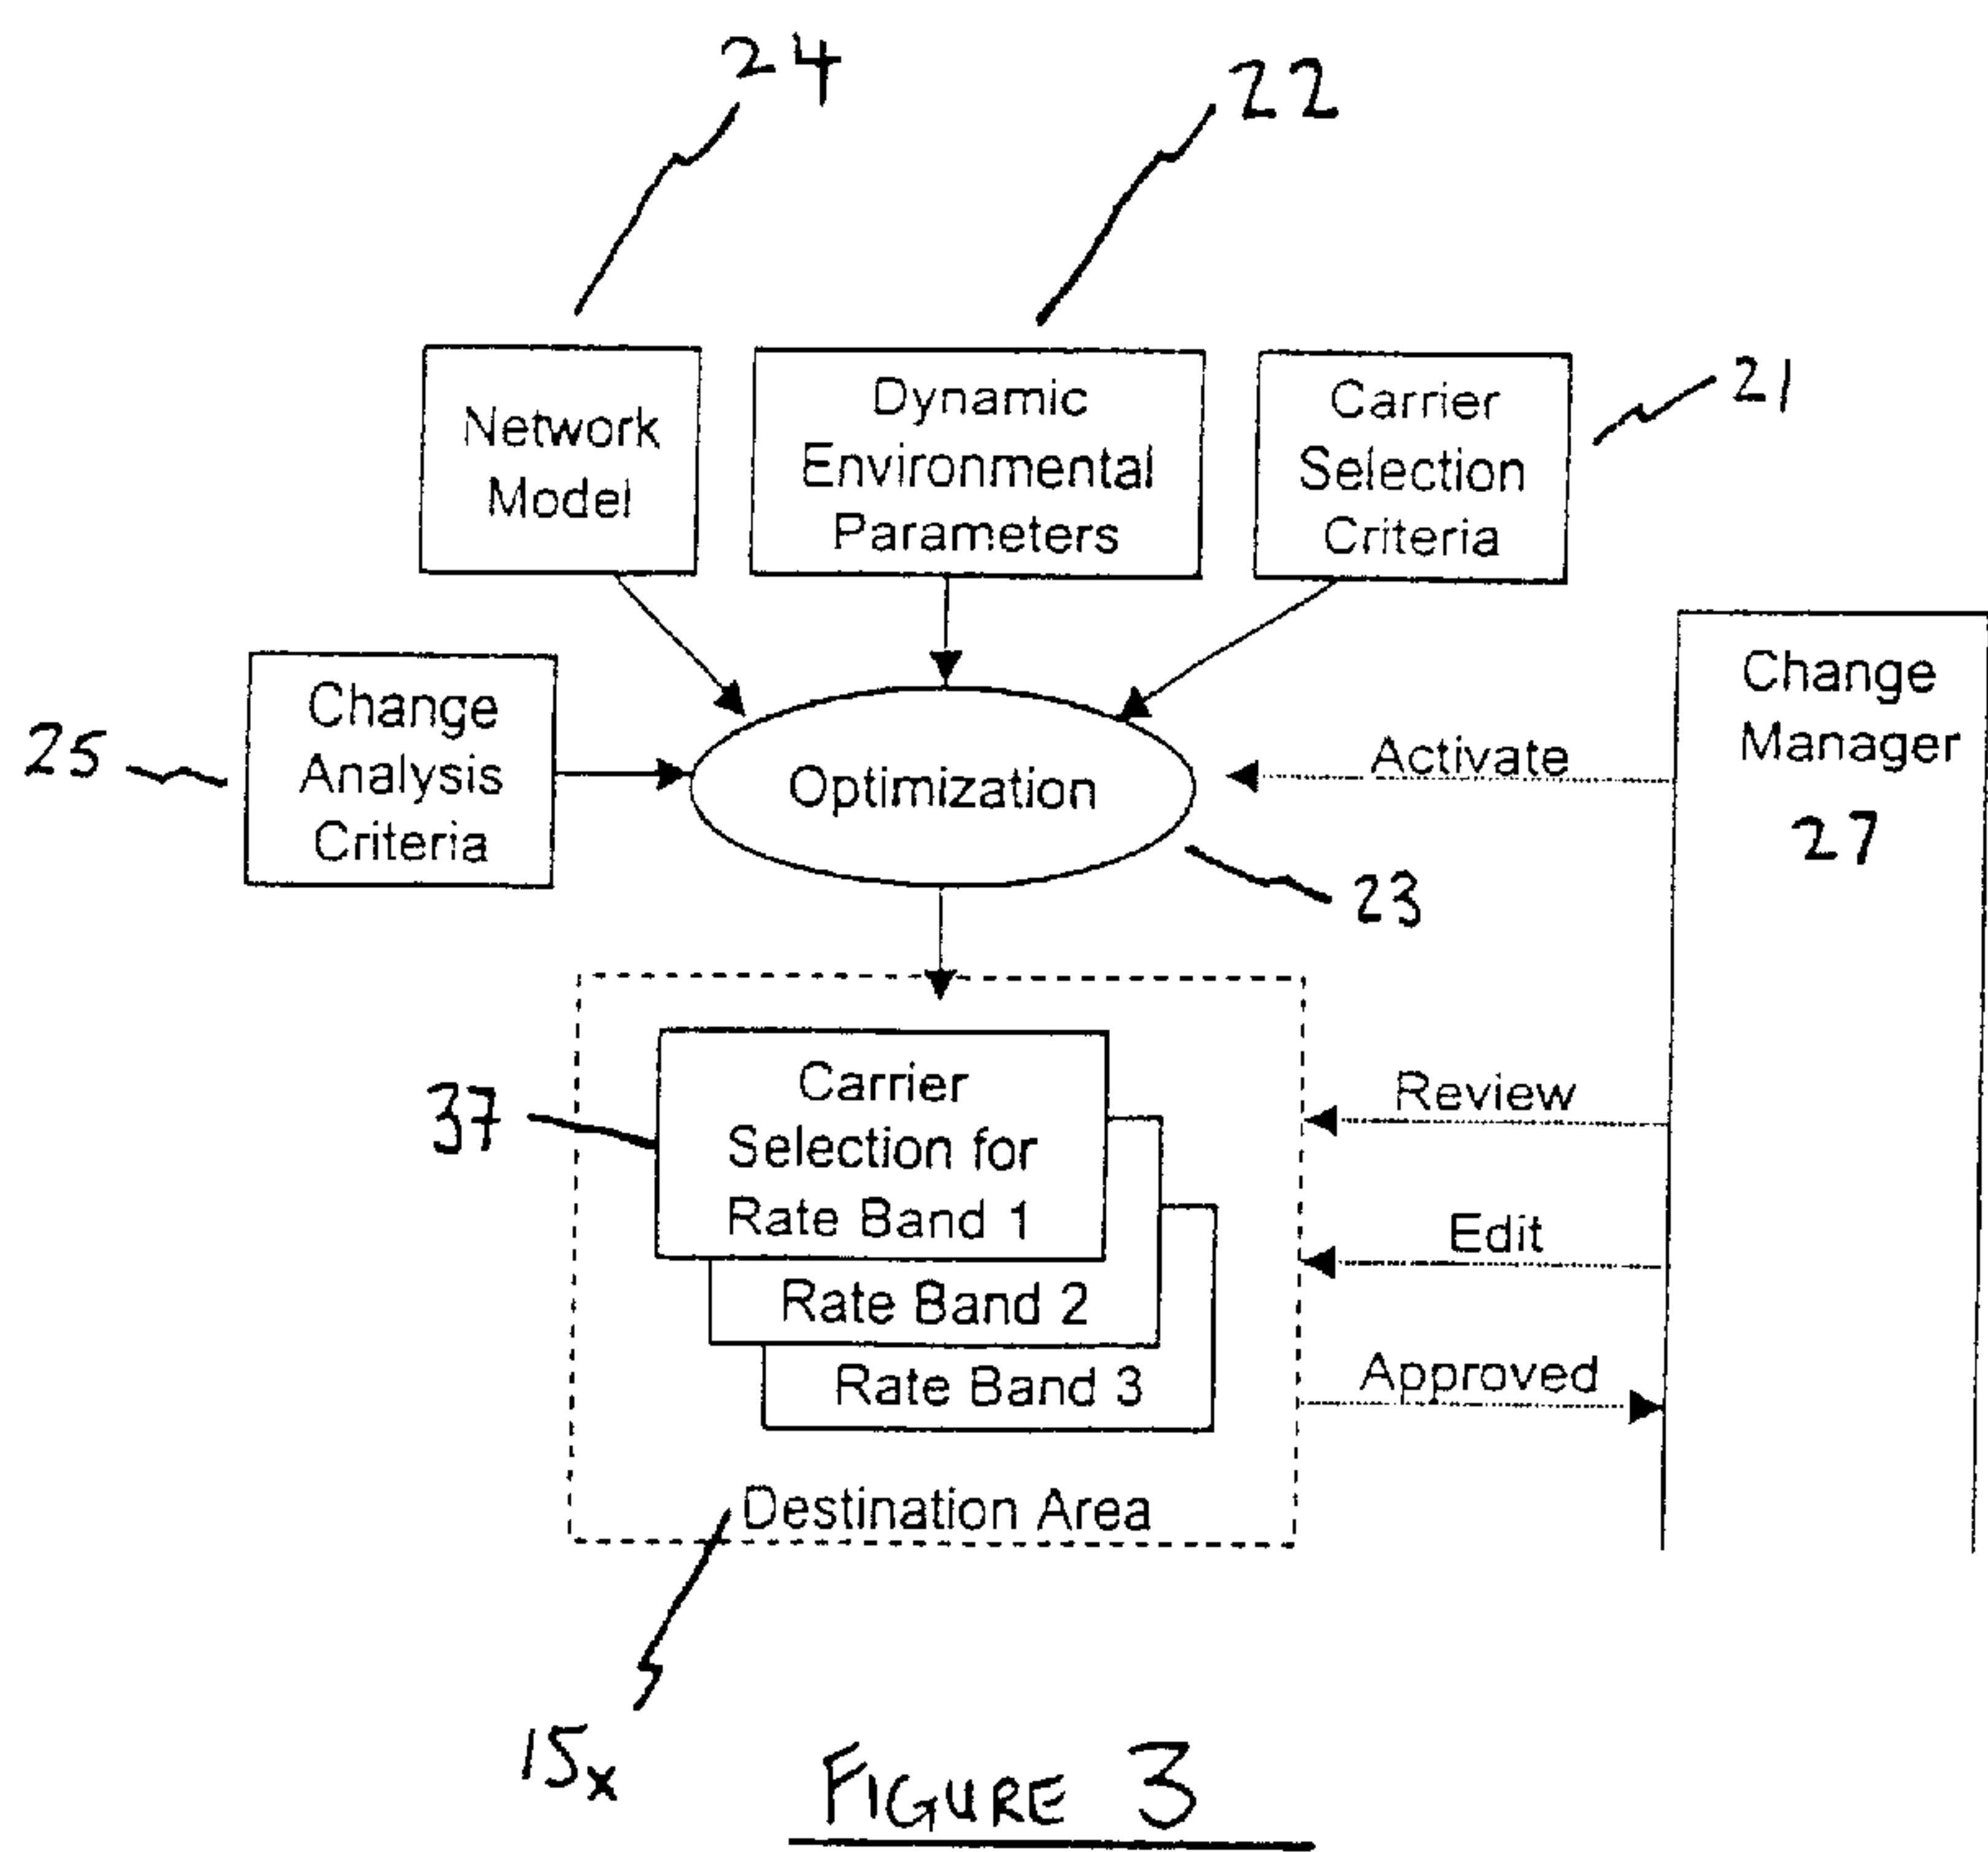 24
22
Network
Model
Dynamic
Environmental
Parameters
Carrier
Selection
Criteria
21
Change
Analysis
Criteria
25
Optimization
23
Activate
Change
Manager
27
37
Carrier
Selection for
Rate Band 1
Rate Band 2
Rate Band 3
Destination Area
Review
Edit
Approved
15x
FIGURE 3